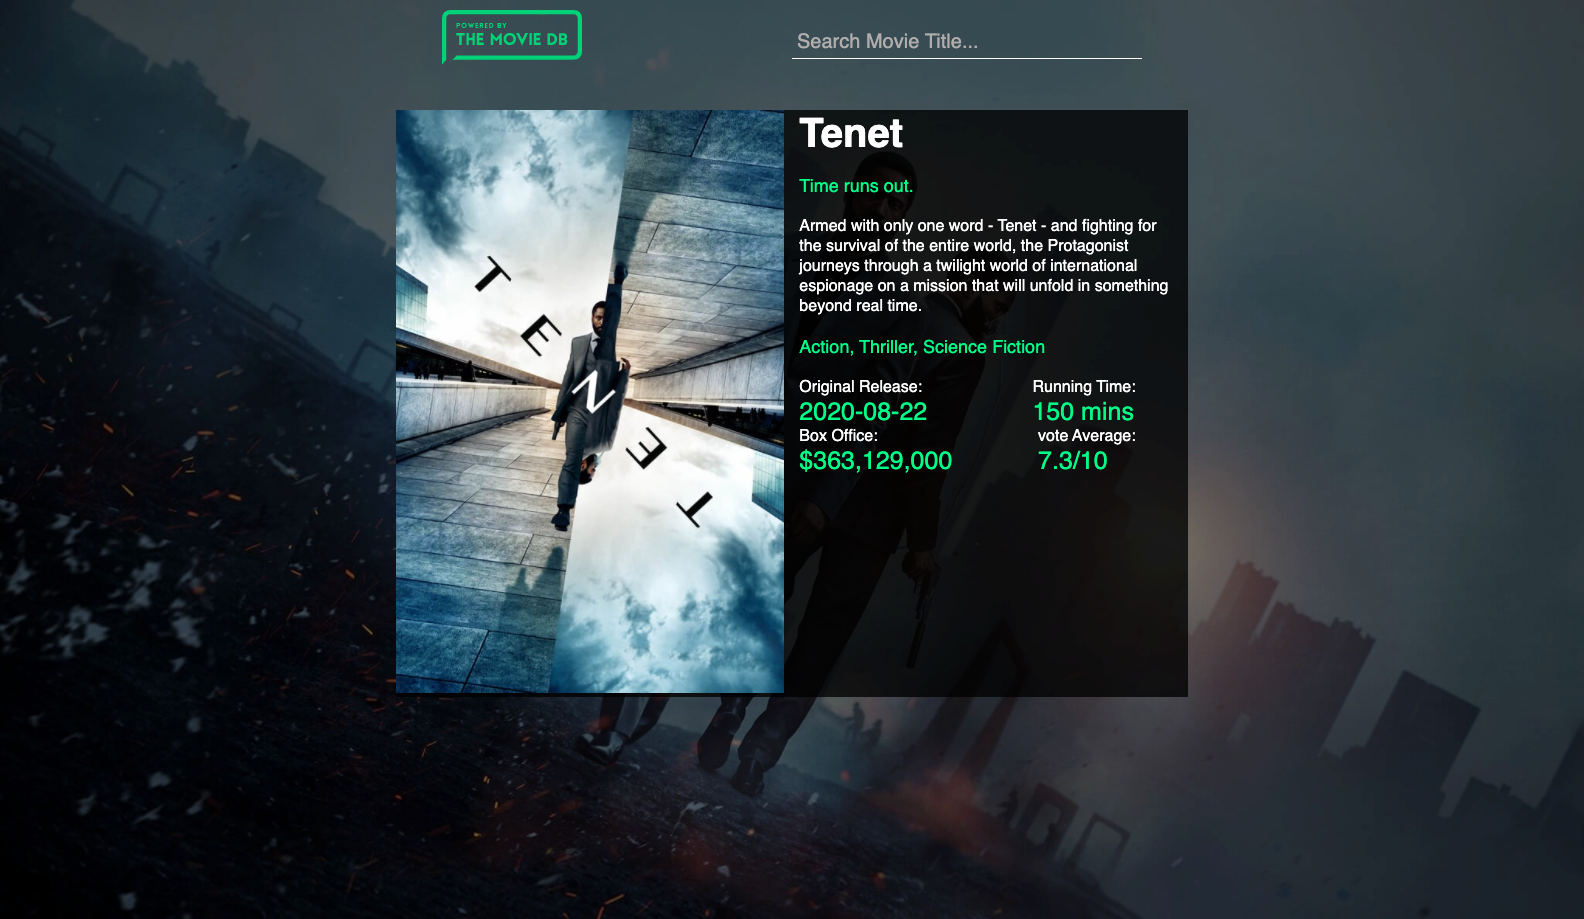 POWERED BY
THE MOVIE DB
Search Movie Title...
T
E
N
E
T
Tenet
Time runs out.
Armed with only one word - Tenet - and fighting for
the survival of the entire world, the Protagonist
journeys through a twilight world of international
espionage on a mission that will unfold in something
beyond real time.
Action, Thriller, Science Fiction
Original Release: Running Time:
2020-08-22 150 mins
Box Office: vote Average:
$363,129,000 7.3/10